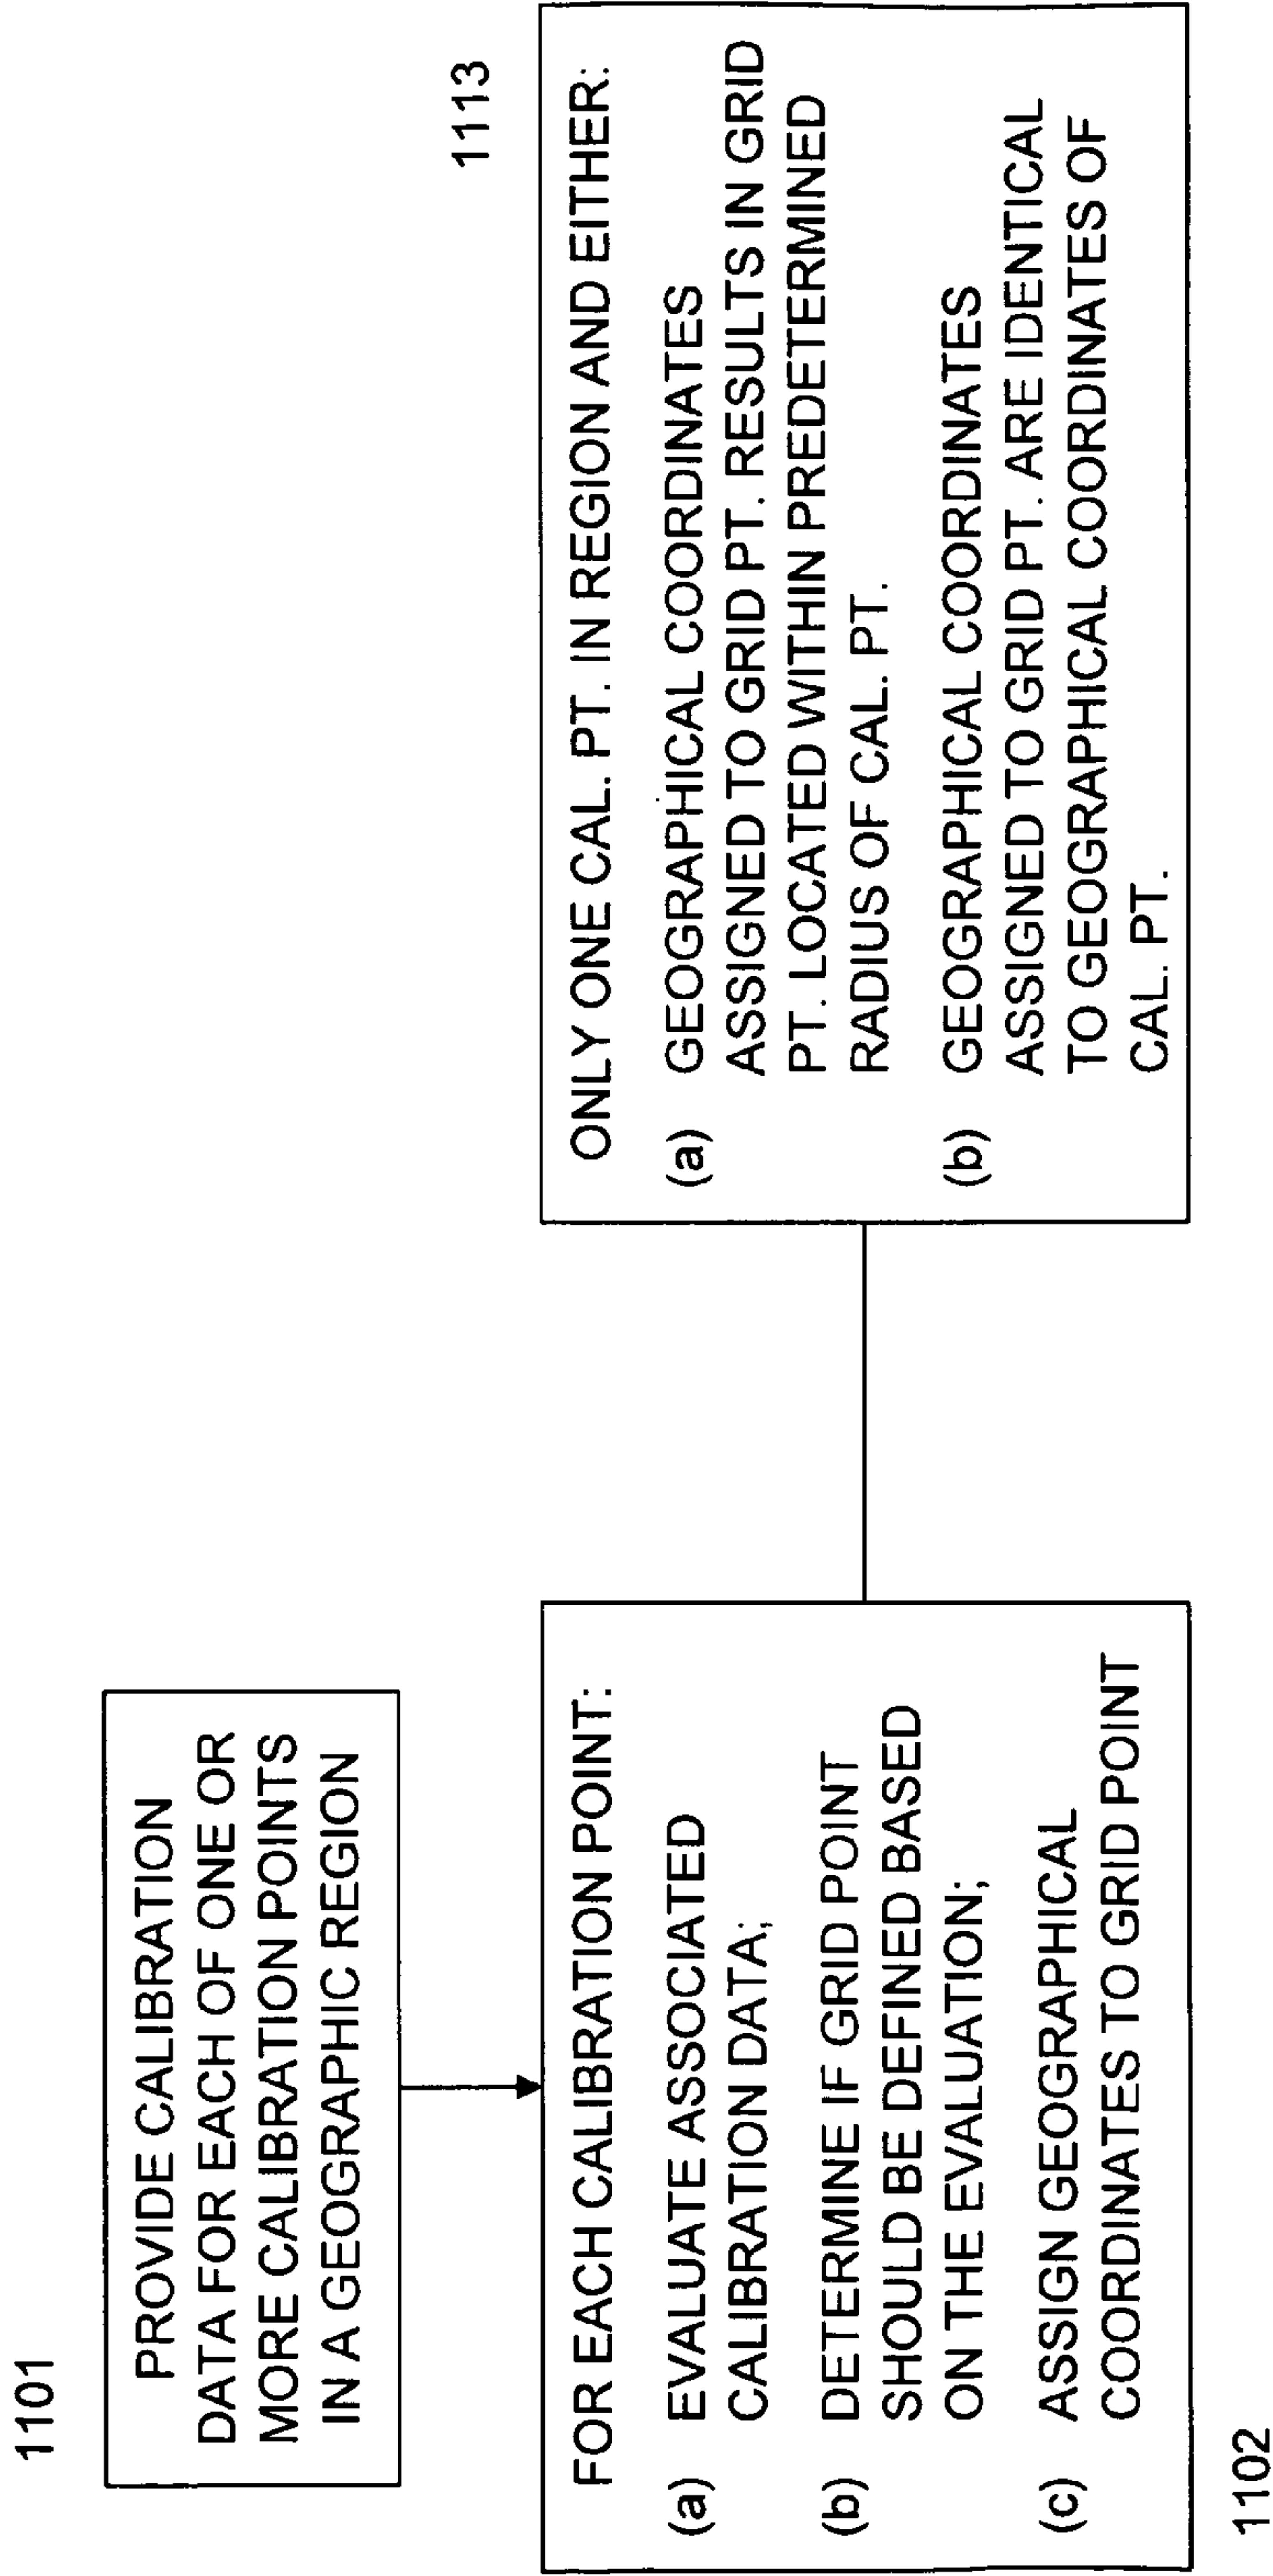 1101
PROVIDE CALIBRATION
DATA FOR EACH OF ONE OR
MORE CALIBRATION POINTS
IN A GEOGRAPHIC REGION
FOR EACH CALIBRATION POINT:
(a) EVALUATE ASSOCIATED
CALIBRATION DATA;
(b) DETERMINE IF GRID POINT
SHOULD BE DEFINED BASED
ON THE EVALUATION;
(c) ASSIGN GEOGRAPHICAL
COORDINATES TO GRID POINT
1102
1113
ONLY ONE CAL. PT. IN REGION AND EITHER:
(a) GEOGRAPHICAL COORDINATES
ASSIGNED TO GRID PT. RESULTS IN GRID
PT. LOCATED WITHIN PREDETERMINED
RADIUS OF CAL. PT.
(b) GEOGRAPHICAL COORDINATES
ASSIGNED TO GRID PT. ARE IDENTICAL
TO GEOGRAPHICAL COORDINATES OF
CAL. PT.